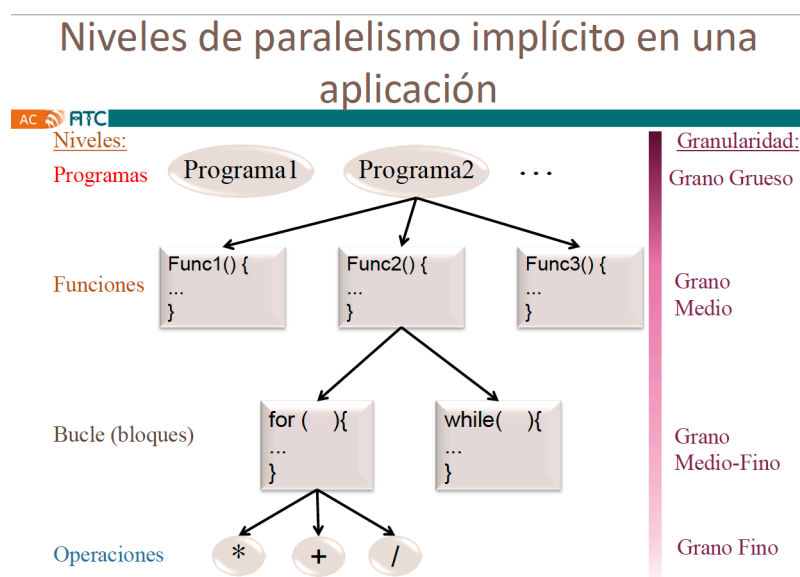 Niveles de paralelismo implícito en una
aplicación
AC ATC
Niveles:
Granularidad:
Programas
Programa1
Programa2
...
Grano Grueso
Funciones
Func1() {
...
}
Func2() {
...
}
Func3() {
...
}
Grano
Medio
Bucle (bloques)
for (    ){
...
}
while(    ){
...
}
Grano
Medio-Fino
Operaciones
*
+
/
Grano Fino